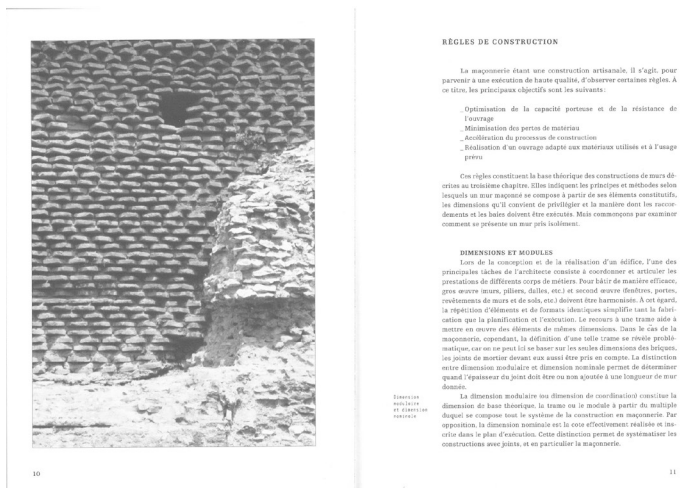 RÈGLES DE CONSTRUCTION
La maçonnerie étant une construction artisanale, il s'agit, pour
parvenir à une exécution de haute qualité, d'observer certaines règles. À
ce titre, les principaux objectifs sont les suivants :
_Optimisation de la capacité porteuse et de la résistance de
l'ouvrage
_Minimisation des pertes de matériau
_Accélération du processus de construction
_Réalisation d'un ouvrage adapté aux matériaux utilisés et à l'usage
prévu
Ces règles constituent la base théorique des constructions de murs dé-
crites au troisième chapitre. Elles indiquent les principes et méthodes selon
lesquels un mur maçonné se compose à partir de ses éléments constitutifs,
les dimensions qu'il convient de privilégier et la manière dont les raccor-
dements et les baies doivent être exécutés. Mais commençons par examiner
comment se présente un mur pris isolément.
DIMENSIONS ET MODULES
Lors de la conception et de la réalisation d'un édifice, l'une des
principales tâches de l'architecte consiste à coordonner et articuler les
prestations de différents corps de métiers. Pour bâtir de manière efficace,
gros œuvre (murs, piliers, dalles, etc.) et second œuvre (fenêtres, portes,
revêtements de murs et de sols, etc.) doivent être harmonisés. À cet égard,
la répétition d'éléments et de formats identiques simplifie tant la fabri-
cation que la planification et l'exécution. Le recours à une trame aide à
mettre en œuvre des éléments de mêmes dimensions. Dans le cas de la
maçonnerie, cependant, la définition d'une telle trame se révèle problé-
matique, car on ne peut ici se baser sur les seules dimensions des briques,
les joints de mortier devant eux aussi être pris en compte. La distinction
entre dimension modulaire et dimension nominale permet de déterminer
quand l'épaisseur du joint doit être ou non ajoutée à une longueur de mur
donnée.
Dimension
modulaire
et dimension
nominale
La dimension modulaire (ou dimension de coordination) constitue la
dimension de base théorique, la trame ou le module à partir du multiple
duquel se compose tout le système de la construction en maçonnerie. Par
opposition, la dimension nominale est la cote effectivement réalisée et ins-
crite dans le plan d'exécution. Cette distinction permet de systématiser les
constructions avec joints, et en particulier la maçonnerie.
10
11